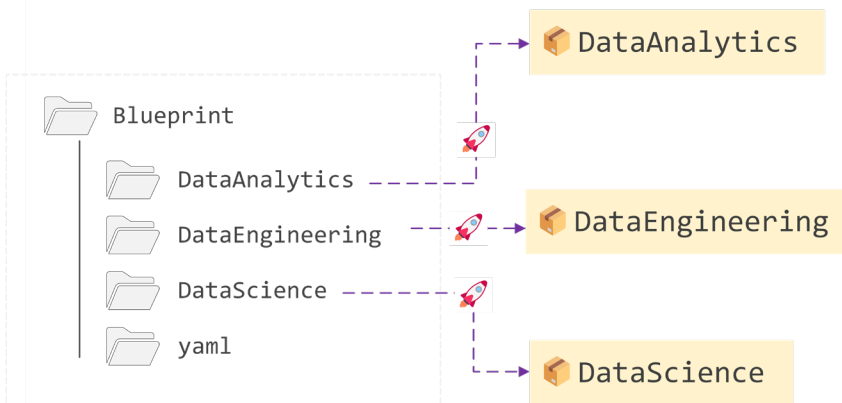 DataAnalytics
Blueprint
DataAnalytics
DataEngineering
DataEngineering
DataScience
yaml
DataScience